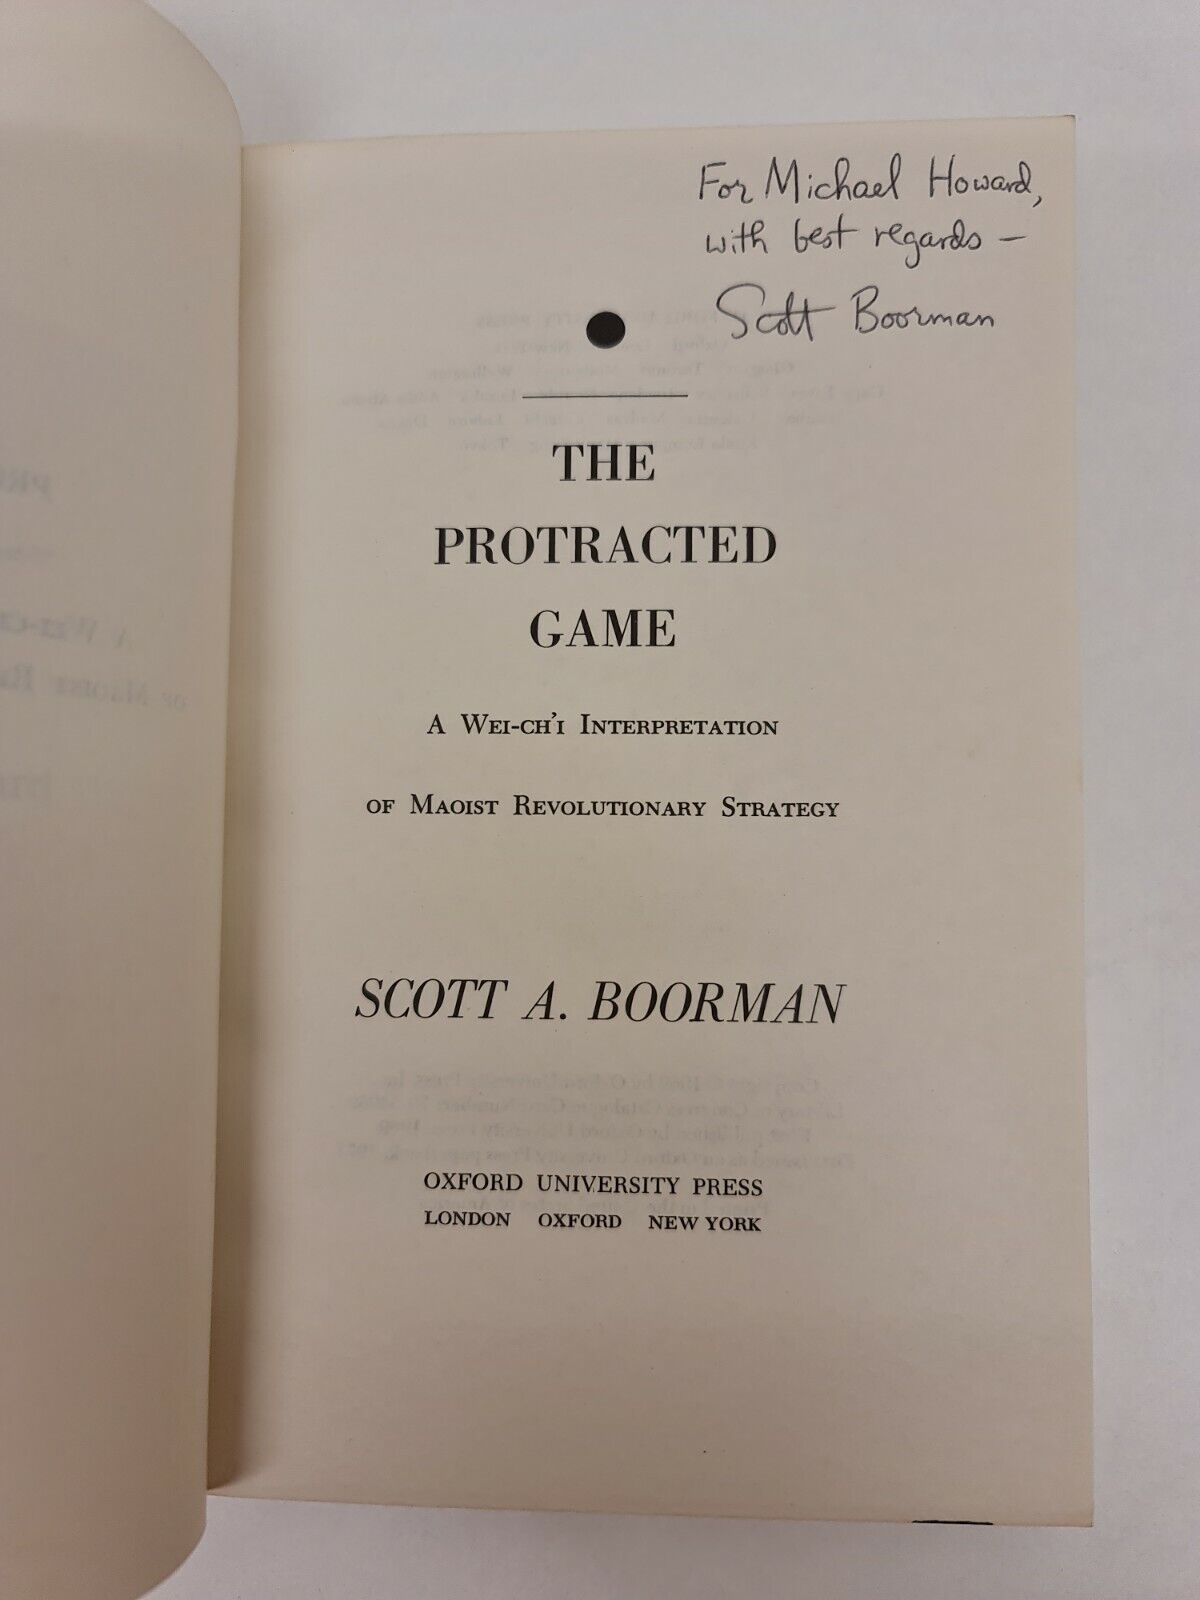 For Michael Howard,
with best regards –
Scott Boorman
THE
PROTRACTED
GAME
A WEI-CH'I INTERPRETATION
OF MAOIST REVOLUTIONARY STRATEGY
SCOTT A. BOORMAN
OXFORD UNIVERSITY PRESS
LONDON OXFORD NEW YORK